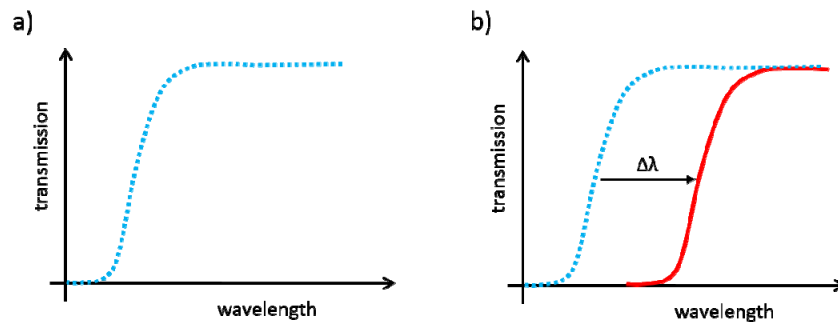 a)
transmission
wavelength
b)
transmission
Δλ
wavelength